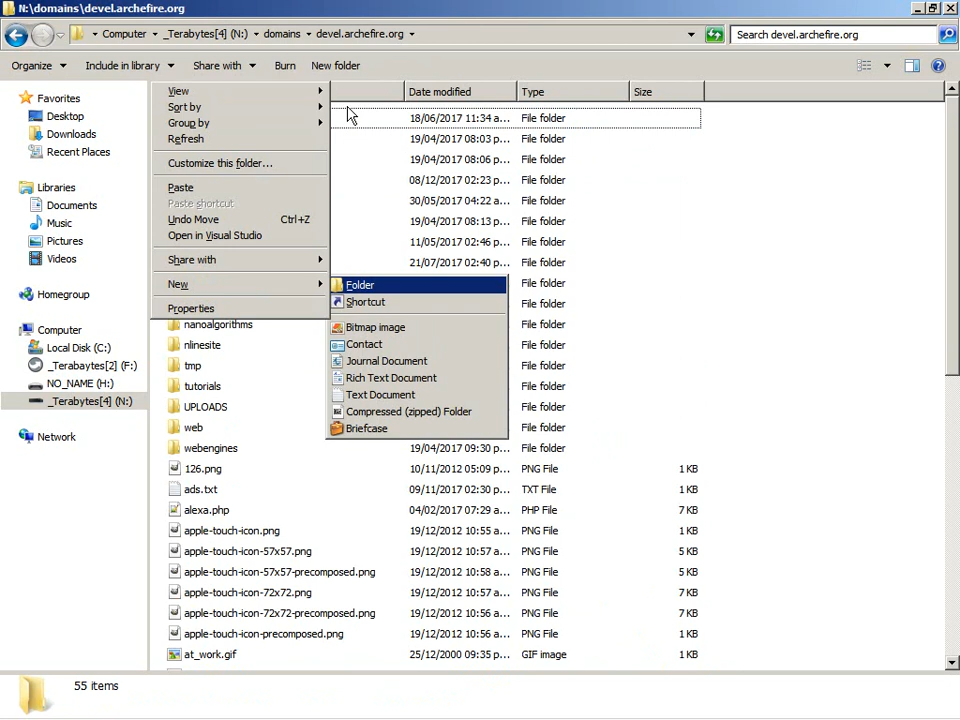 N:\domains\devel.archefire.org
Computer _Terabytes[4] (N:) domains devel.archefire.org
Search devel.archefire.org
Organize Include in library Share with Burn New folder
Date modified Type Size
Favorites
Desktop
Downloads
Recent Places
Libraries
Documents
Music
Pictures
Videos
Homegroup
Computer
Local Disk (C:)
_Terabaytes[2] (F:)
NO_NAME (H:)
_Terabytes[4] (N:)
Network
View
Sort by
Group by
Refresh
Customize this folder...
Paste
Paste shortcut
Undo Move Ctrl+Z
Open in Visual Studio
Share with
New
Properties
Folder
Shortcut
Bitmap image
Contact
Journal Document
Rich Text Document
Text Document
Compressed (zipped) Folder
Briefcase
18/06/2017 11:34 a... File folder
19/04/2017 08:03 p... File folder
19/04/2017 08:06 p... File folder
08/12/2017 02:23 p... File folder
30/05/2017 04:22 a... File folder
19/04/2017 08:13 p... File folder
11/05/2017 02:46 p... File folder
21/07/2017 02:40 p... File folder
File folder
File folder
nanoalgorithms File folder
nlinesite File folder
tmp File folder
tutorials File folder
UPLOADS File folder
web File folder
webengines 19/04/2017 09:30 p... File folder
126.png 10/11/2012 05:09 p... PNG File 1 KB
ads.txt 09/11/2017 02:30 p... TXT File 1 KB
alexa.php 04/02/2017 07:29 a... PHP File 7 KB
apple-touch-icon.png 19/12/2012 10:55 a... PNG File 1 KB
apple-touch-icon-57x57.png 19/12/2012 10:57 a... PNG File 5 KB
apple-touch-icon-57x57-precomposed.png 19/12/2012 10:58 a... PNG File 5 KB
apple-touch-icon-72x72.png 19/12/2012 10:57 a... PNG File 7 KB
apple-touch-icon-72x72-precomposed.png 19/12/2012 10:56 a... PNG File 7 KB
apple-touch-icon-precomposed.png 19/12/2012 10:56 a... PNG File 1 KB
at_work.gif 25/12/2000 09:35 p... GIF image 1 KB
55 items